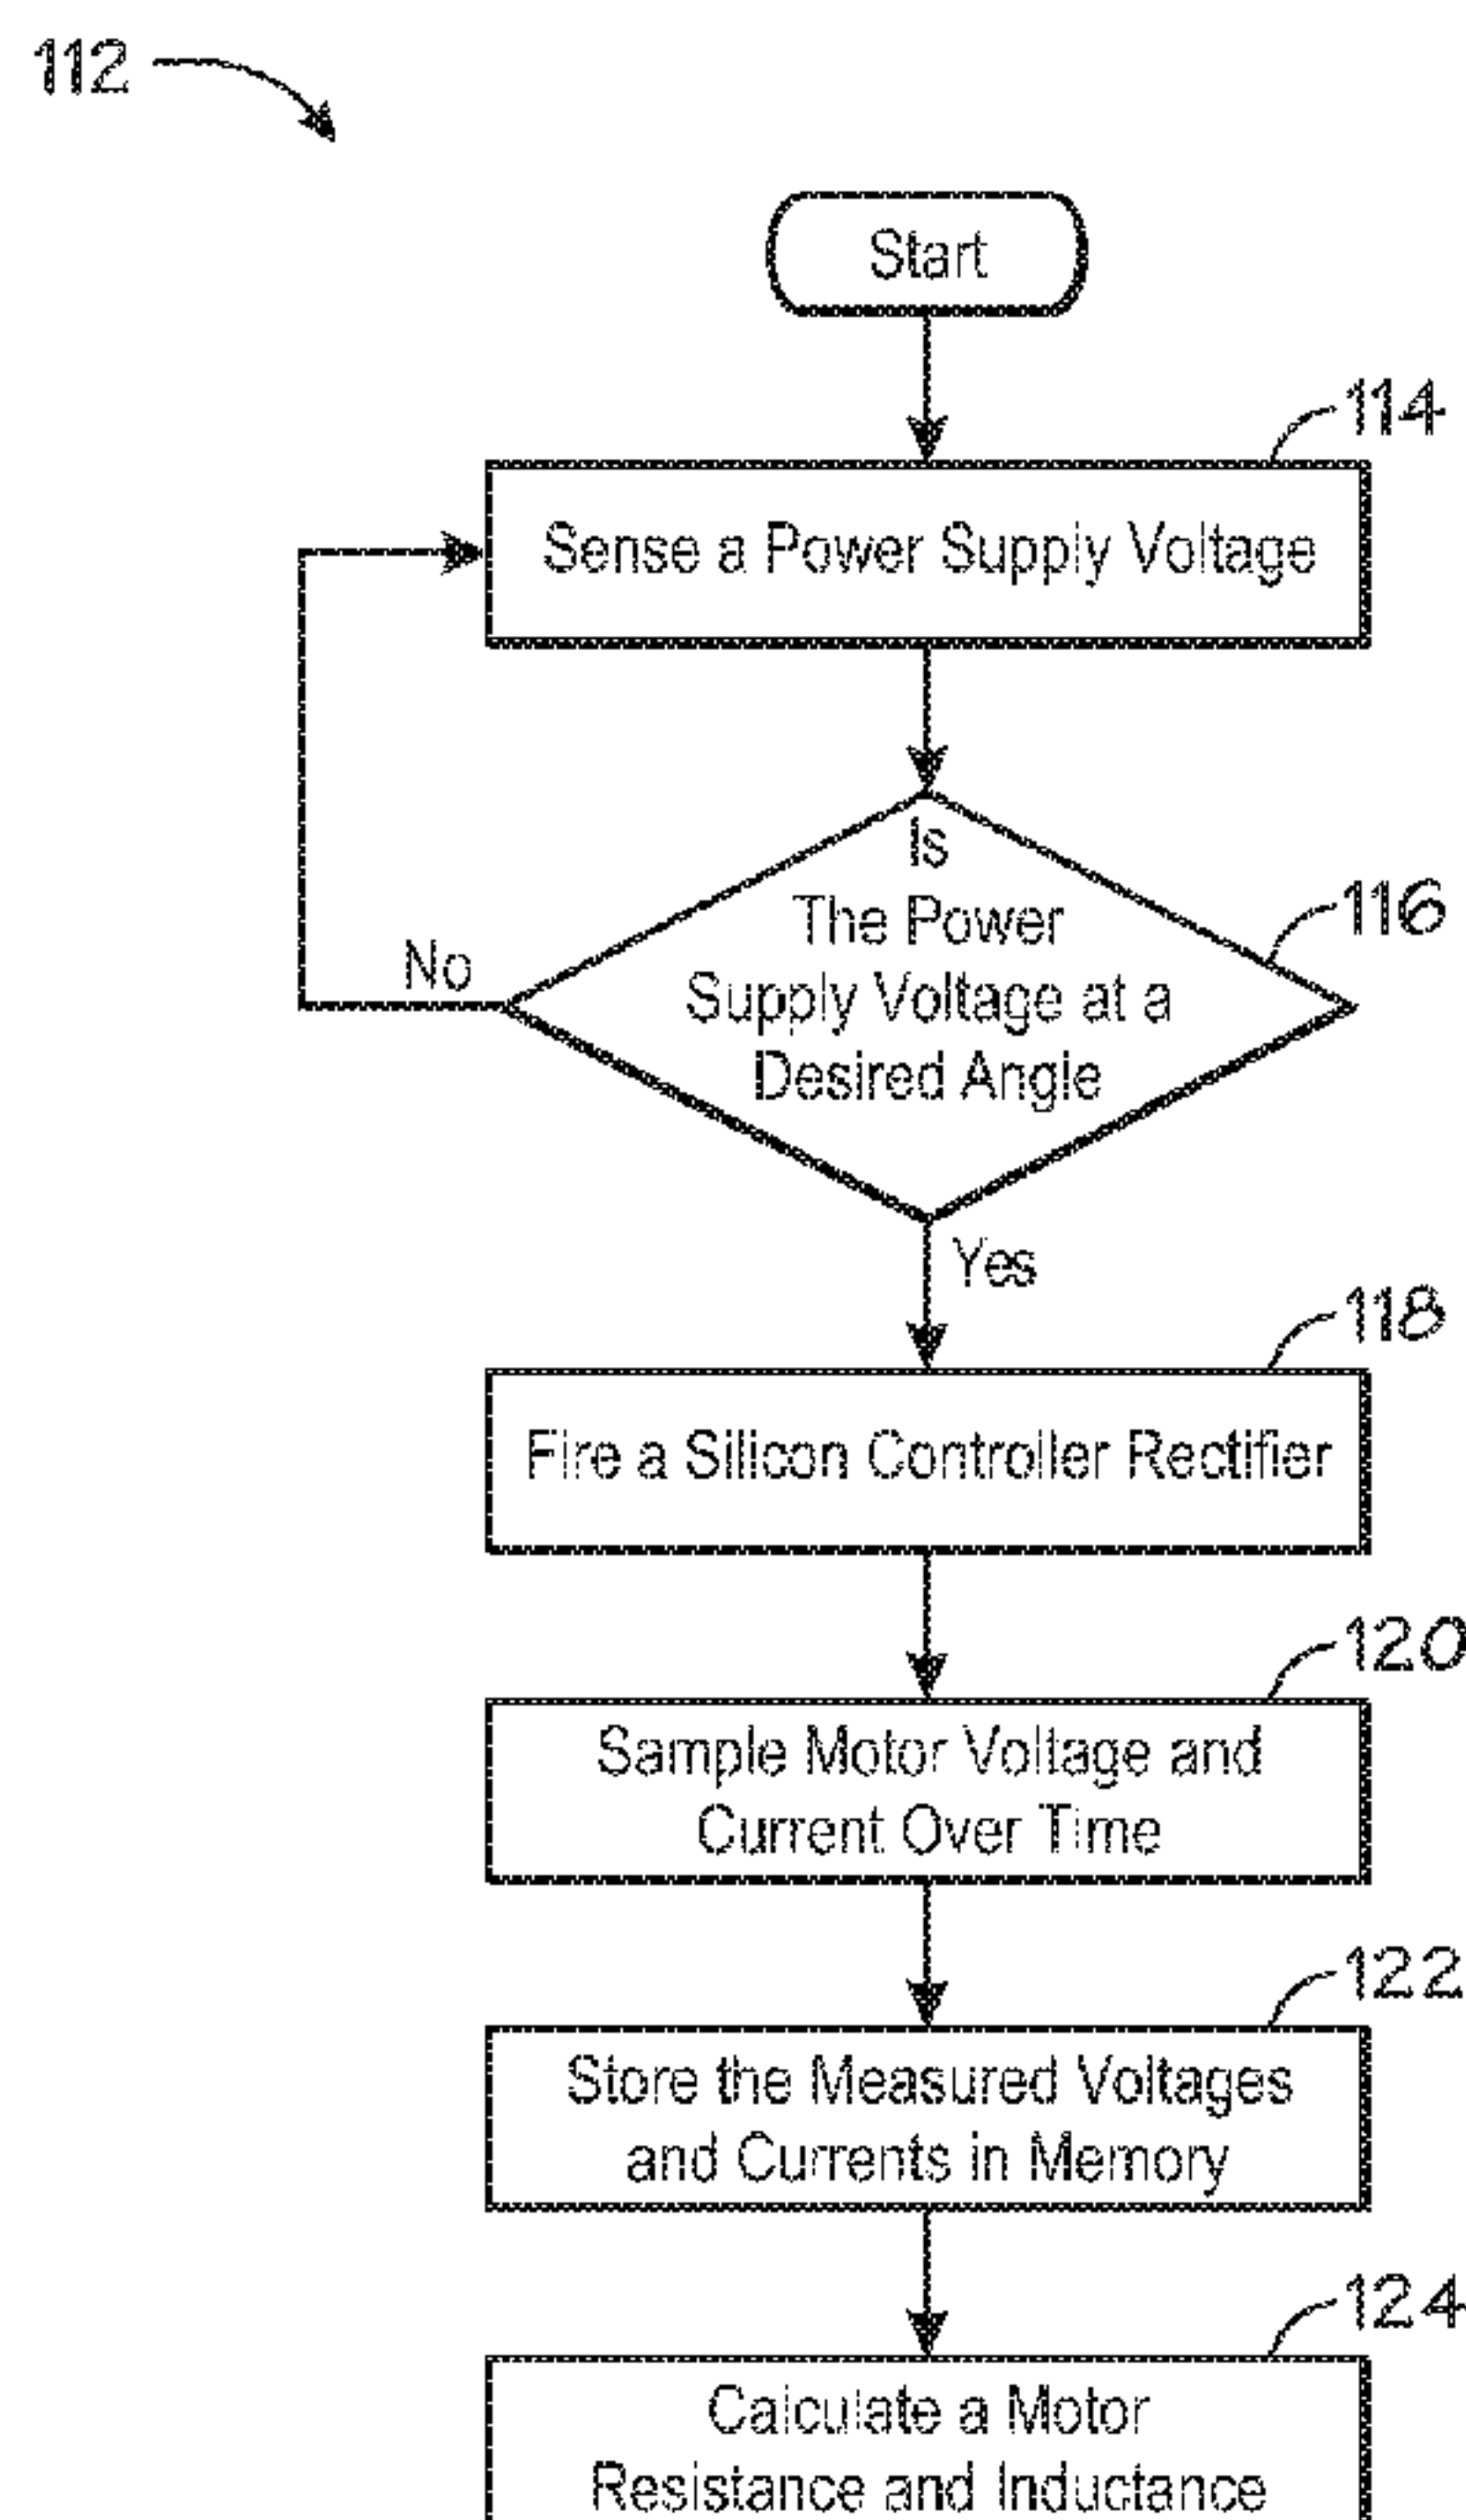 112
Start
114
Sense a Power Supply Voltage
Is
The Power
Supply Voltage at a
Desired Angle
116
No
Yes
118
Fire a Silicon Controller Rectifier
120
Sample Motor Voltage and
Current Over Time
122
Store the Measured Voltages
and Currents in Memory
124
Calculate a Motor
Resistance and Inductance